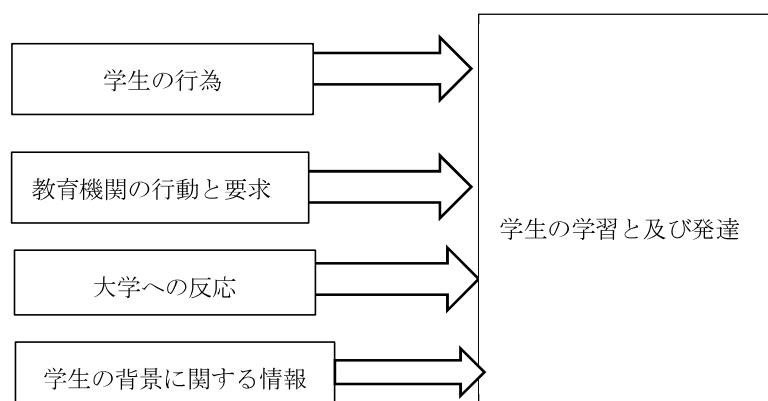 学生の行為
教育機関の行動と要求
大学への反応
学生の背景に関する情報
学生の学習と及び発達